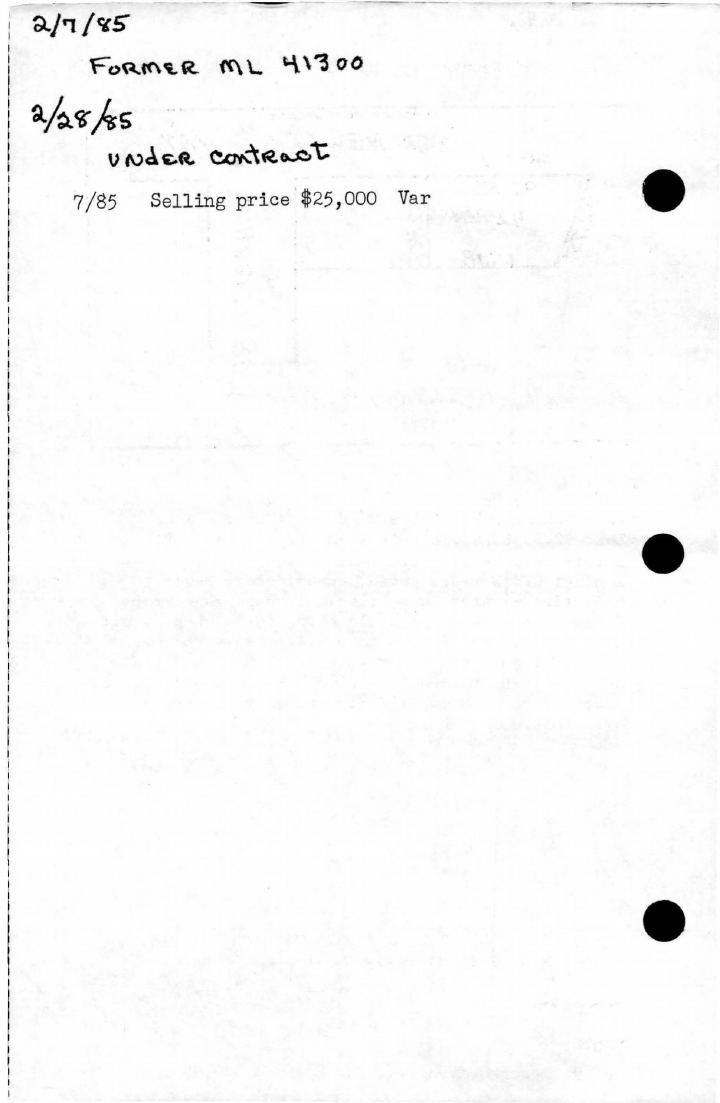 2/7/85
FORMER ML 41300
2/28/85
UNDER CONTRACT
7/85 Selling price $25,000 Var